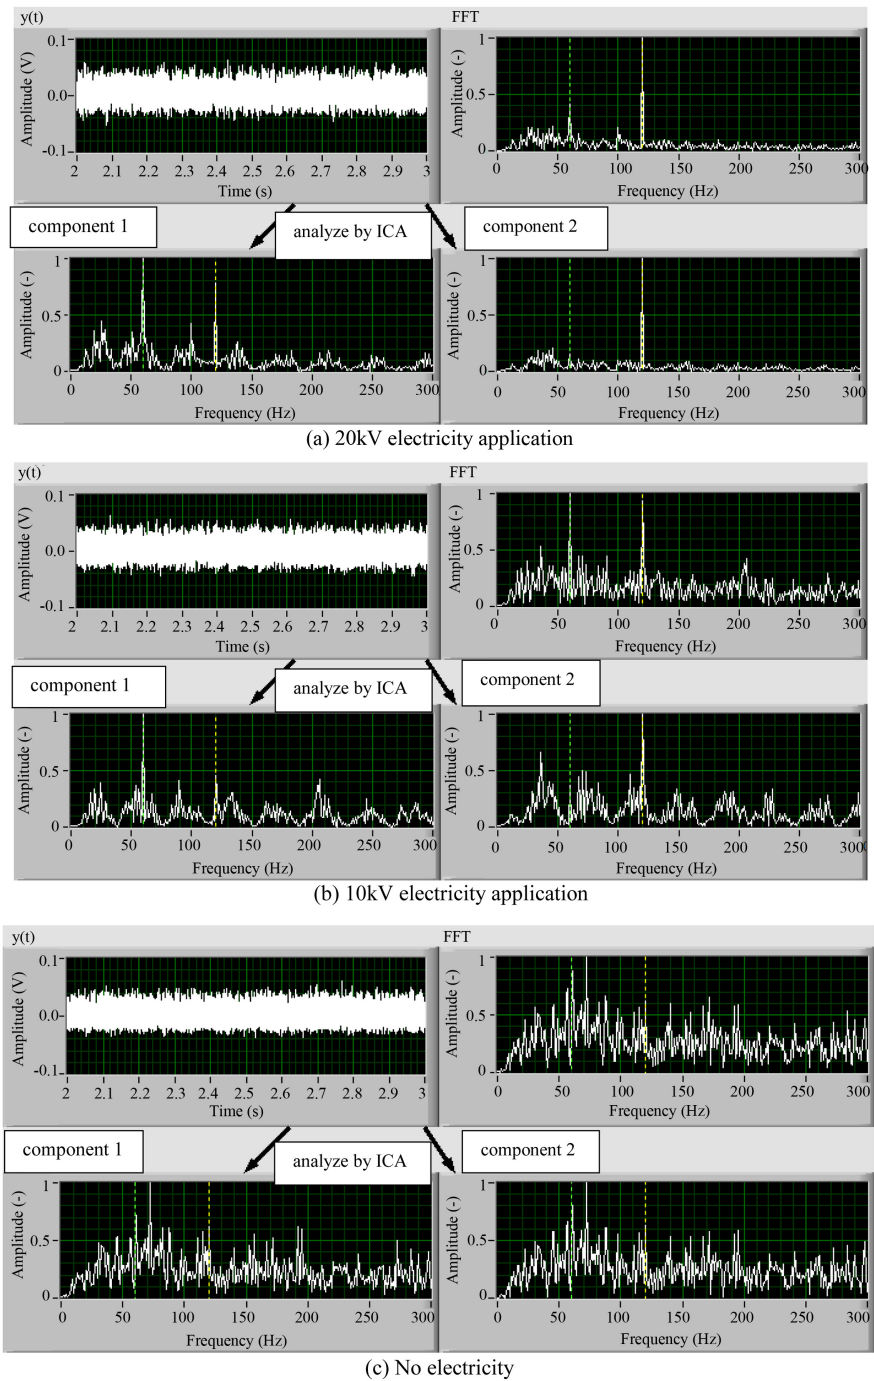 y(t)
FFT
Amplitude (V)
0.1
0.0
-0.1
2 2.1 2.2 2.3 2.4 2.5 2.6 2.7 2.8 2.9 3
Time (s)
Amplitude (-)
1
0.5
0
0 50 100 150 200 250 300
Frequency (Hz)
component 1
analyze by ICA
component 2
Amplitude (-)
1
0.5
0
0 50 100 150 200 250 300
Frequency (Hz)
Amplitude (-)
1
0.5
0
0 50 100 150 200 250 300
Frequency (Hz)
(a) 20kV electricity application
y(t)
FFT
Amplitude (V)
0.1
0.0
-0.1
2 2.1 2.2 2.3 2.4 2.5 2.6 2.7 2.8 2.9 3
Time (s)
Amplitude (-)
1
0.5
0
0 50 100 150 200 250 300
Frequency (Hz)
component 1
analyze by ICA
component 2
Amplitude (-)
1
0.5
0
0 50 100 150 200 250 300
Frequency (Hz)
Amplitude (-)
1
0.5
0
0 50 100 150 200 250 300
Frequency (Hz)
(b) 10kV electricity application
y(t)
FFT
Amplitude (V)
0.1
0.0
-0.1
2 2.1 2.2 2.3 2.4 2.5 2.6 2.7 2.8 2.9 3
Time (s)
Amplitude (-)
1
0.5
0
0 50 100 150 200 250 300
Frequency (Hz)
component 1
analyze by ICA
component 2
Amplitude (-)
1
0.5
0
0 50 100 150 200 250 300
Frequency (Hz)
Amplitude (-)
1
0.5
0
0 50 100 150 200 250 300
Frequency (Hz)
(c) No electricity